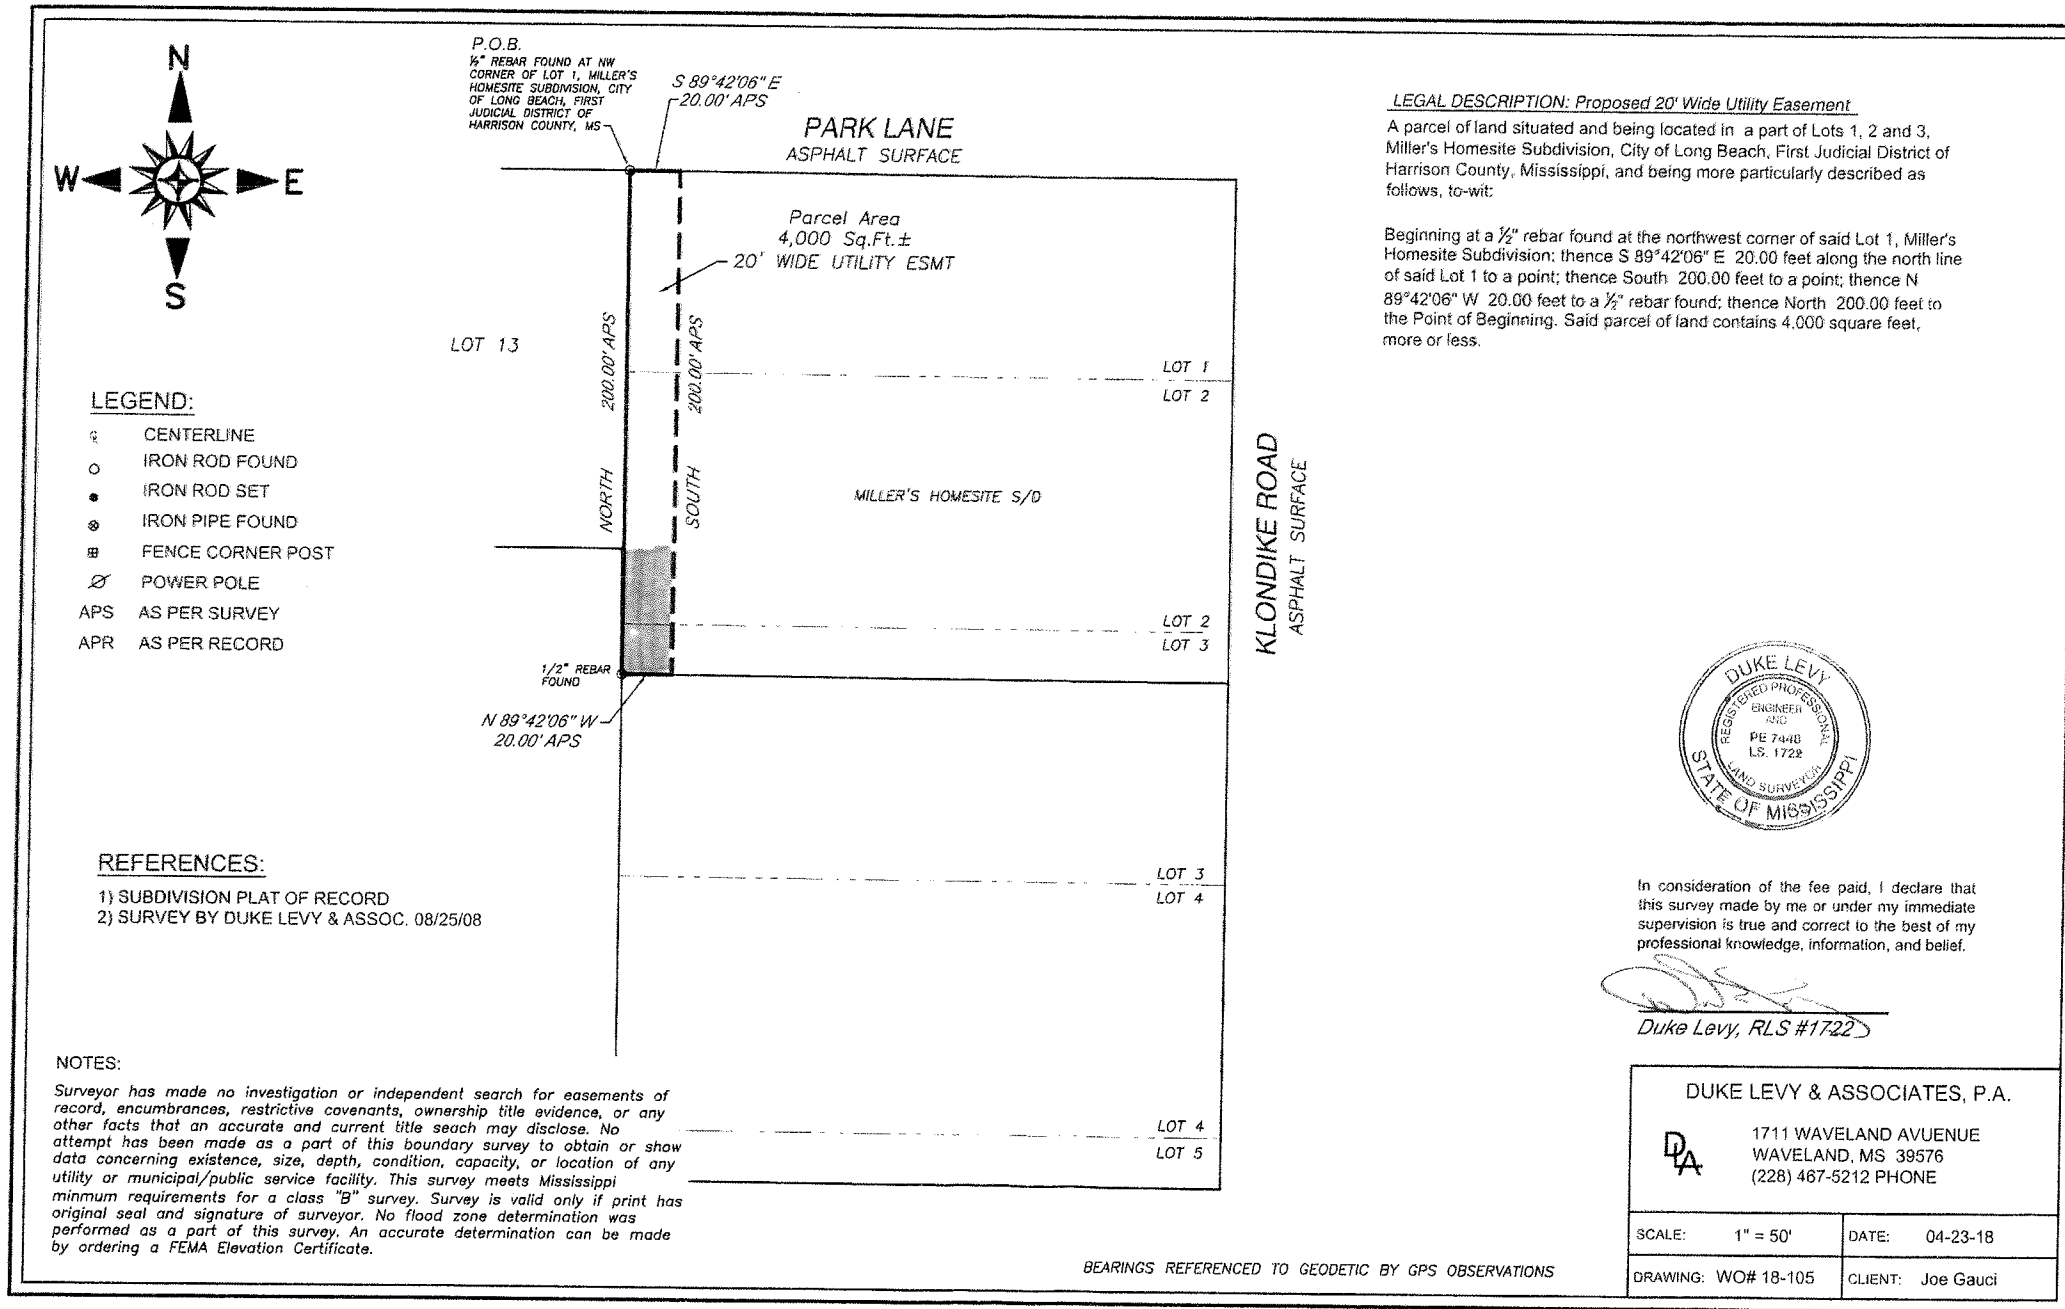 N
W
E
S
P.O.B.
½" REBAR FOUND AT NW
CORNER OF LOT 1, MILLER'S
HOMESITE SUBDIVISION, CITY
OF LONG BEACH, FIRST
JUDICIAL DISTRICT OF
HARRISON COUNTY, MS
S 89°42'06" E
20.00' APS
PARK LANE
ASPHALT SURFACE
Parcel Area
4,000 Sq.Ft.±
20' WIDE UTILITY ESMT
LOT 13
NORTH 200.00' APS
SOUTH 200.00' APS
LOT 1
LOT 2
MILLER'S HOMESITE S/D
KLONDIKE ROAD
ASPHALT SURFACE
LOT 2
LOT 3
1/2" REBAR
FOUND
N 89°42'06" W
20.00' APS
LOT 3
LOT 4
LOT 4
LOT 5
LEGEND:
CENTERLINE
IRON ROD FOUND
IRON ROD SET
IRON PIPE FOUND
FENCE CORNER POST
POWER POLE
APS AS PER SURVEY
APR AS PER RECORD
REFERENCES:
1) SUBDIVISION PLAT OF RECORD
2) SURVEY BY DUKE LEVY & ASSOC. 08/25/08
NOTES:
Surveyor has made no investigation or independent search for easements of
record, encumbrances, restrictive covenants, ownership title evidence, or any
other facts that an accurate and current title seach may disclose. No
attempt has been made as a part of this boundary survey to obtain or show
data concerning existence, size, depth, condition, capacity, or location of any
utility or municipal/public service facility. This survey meets Mississippi
minmum requirements for a class "B" survey. Survey is valid only if print has
original seal and signature of surveyor. No flood zone determination was
performed as a part of this survey. An accurate determination can be made
by ordering a FEMA Elevation Certificate.
BEARINGS REFERENCED TO GEODETIC BY GPS OBSERVATIONS
LEGAL DESCRIPTION: Proposed 20' Wide Utility Easement
A parcel of land situated and being located in a part of Lots 1, 2 and 3,
Miller's Homesite Subdivision, City of Long Beach, First Judicial District of
Harrison County, Mississippi, and being more particularly described as
follows, to-wit:
Beginning at a ½" rebar found at the northwest corner of said Lot 1, Miller's
Homesite Subdivision; thence S 89°42'06" E 20.00 feet along the north line
of said Lot 1 to a point; thence South 200.00 feet to a point; thence N
89°42'06" W 20.00 feet to a ½" rebar found; thence North 200.00 feet to
the Point of Beginning. Said parcel of land contains 4,000 square feet,
more or less.
DUKE LEVY
REGISTERED PROFESSIONAL
ENGINEER
AND
PE 7448
LS. 1722
LAND SURVEYOR
STATE OF MISSISSIPPI
In consideration of the fee paid, I declare that
this survey made by me or under my immediate
supervision is true and correct to the best of my
professional knowledge, information, and belief.
Duke Levy, RLS #1722
DUKE LEVY & ASSOCIATES, P.A.
DLA
1711 WAVELAND AVUENUE
WAVELAND, MS 39576
(228) 467-5212 PHONE
SCALE: 1" = 50'
DATE: 04-23-18
DRAWING: WO# 18-105
CLIENT: Joe Gauci